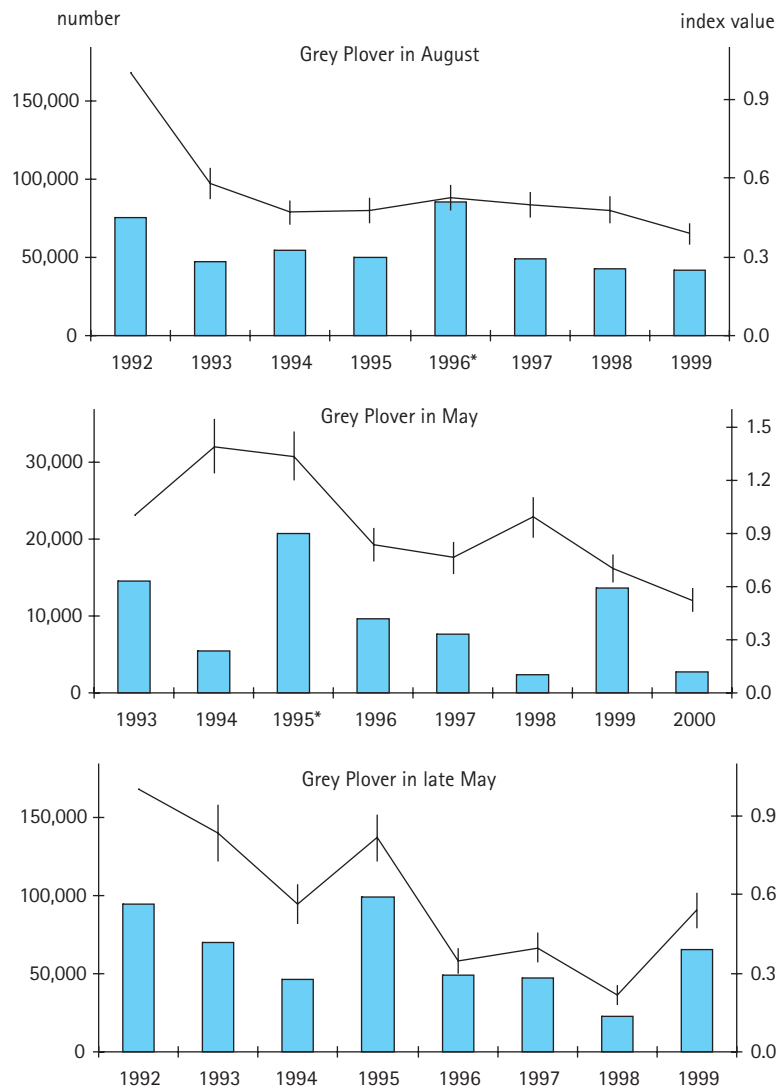 number index value
Grey Plover in August
150,000 0.9
100,000 0.6
50,000 0.3
0 0.0
1992 1993 1994 1995 1996* 1997 1998 1999
Grey Plover in May
1.5
30,000
1.2
20,000 0.9
0.6
10,000
0.3
0 0.0
1993 1994 1995* 1996 1997 1998 1999 2000
Grey Plover in late May
150,000 0.9
100,000 0.6
50,000 0.3
0 0.0
1992 1993 1994 1995 1996 1997 1998 1999